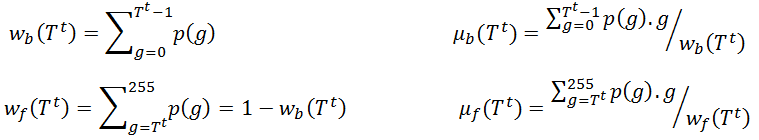 w_b(T^t) = ∑_{g=0}^{T^t−1} p(g)    μ_b(T^t) = ∑_{g=0}^{T^t−1} p(g).g / w_b(T^t)
w_f(T^t) = ∑_{g=T^t}^{255} p(g) = 1 − w_b(T^t)    μ_f(T^t) = ∑_{g=T^t}^{255} p(g).g / w_f(T^t)